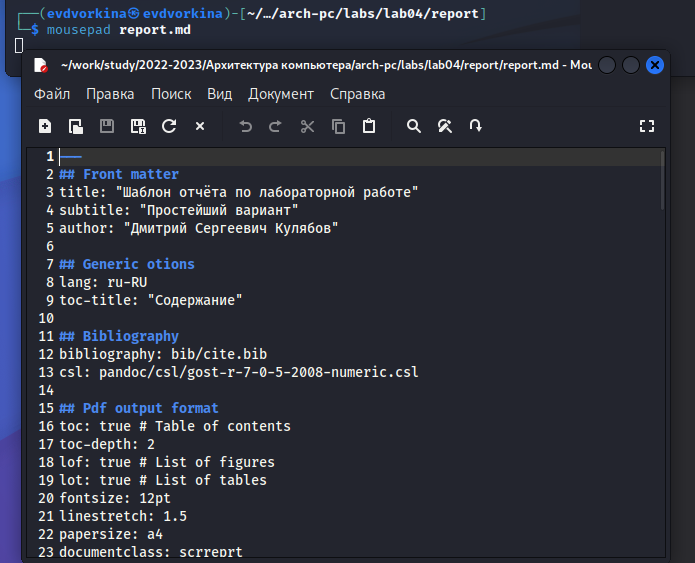 ┌──(evdvorkina㉿evdvorkina)-[~/…/arch-pc/labs/lab04/report]
└─$ mousepad report.md
~/work/study/2022-2023/Архитектура компьютера/arch-pc/labs/lab04/report/report.md - Mou
Файл Правка Поиск Вид Документ Справка
1 ---
2 ## Front matter
3 title: "Шаблон отчёта по лабораторной работе"
4 subtitle: "Простейший вариант"
5 author: "Дмитрий Сергеевич Кулябов"
6
7 ## Generic otions
8 lang: ru-RU
9 toc-title: "Содержание"
10
11 ## Bibliography
12 bibliography: bib/cite.bib
13 csl: pandoc/csl/gost-r-7-0-5-2008-numeric.csl
14
15 ## Pdf output format
16 toc: true # Table of contents
17 toc-depth: 2
18 lof: true # List of figures
19 lot: true # List of tables
20 fontsize: 12pt
21 linestretch: 1.5
22 papersize: a4
23 documentclass: scrreprt